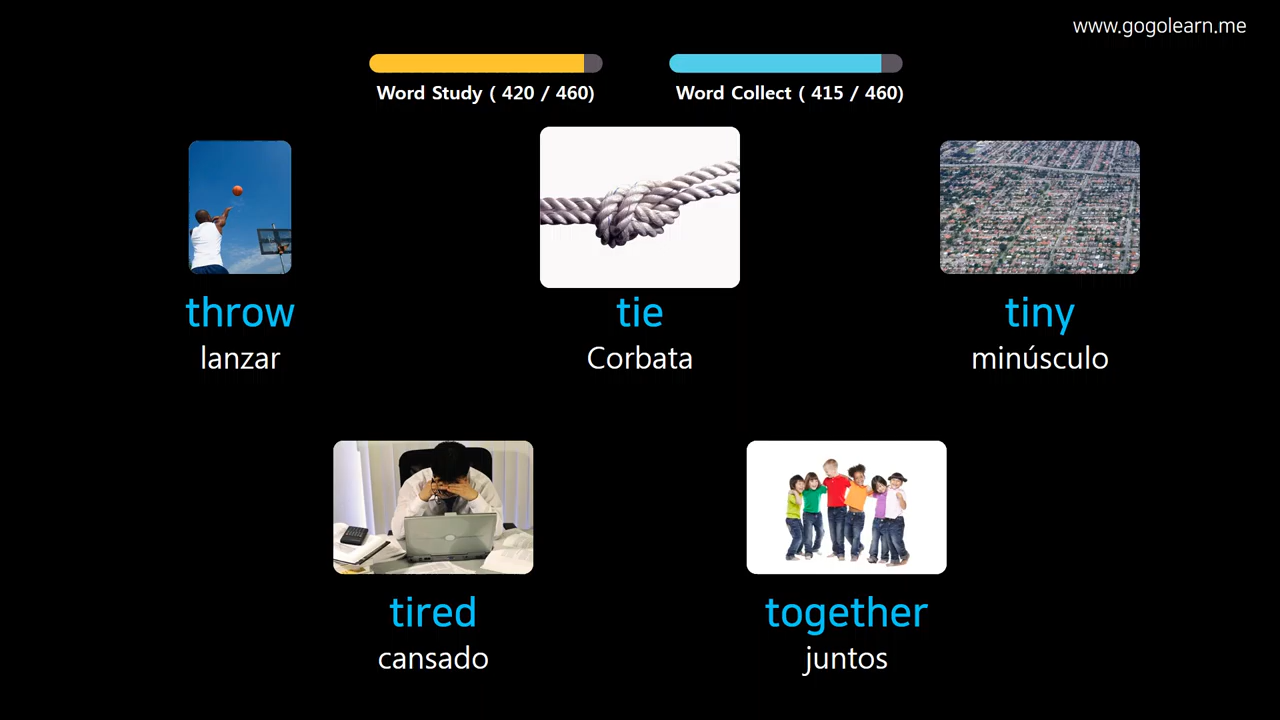 www.gogolearn.me
Word Study ( 420 / 460)
Word Collect ( 415 / 460)
throw
lanzar
tie
Corbata
tiny
minúsculo
tired
cansado
together
juntos